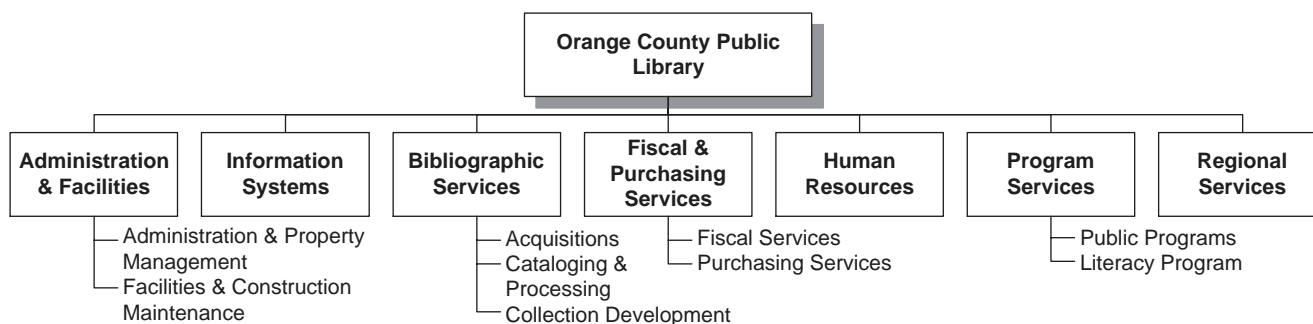 Orange County Public
Library
Administration
& Facilities
Information
Systems
Bibliographic
Services
Fiscal &
Purchasing
Services
Human
Resources
Program
Services
Regional
Services
Administration & Property
Management
Facilities & Construction
Maintenance
Acquisitions
Cataloging &
Processing
Collection Development
Fiscal Services
Purchasing Services
Public Programs
Literacy Program